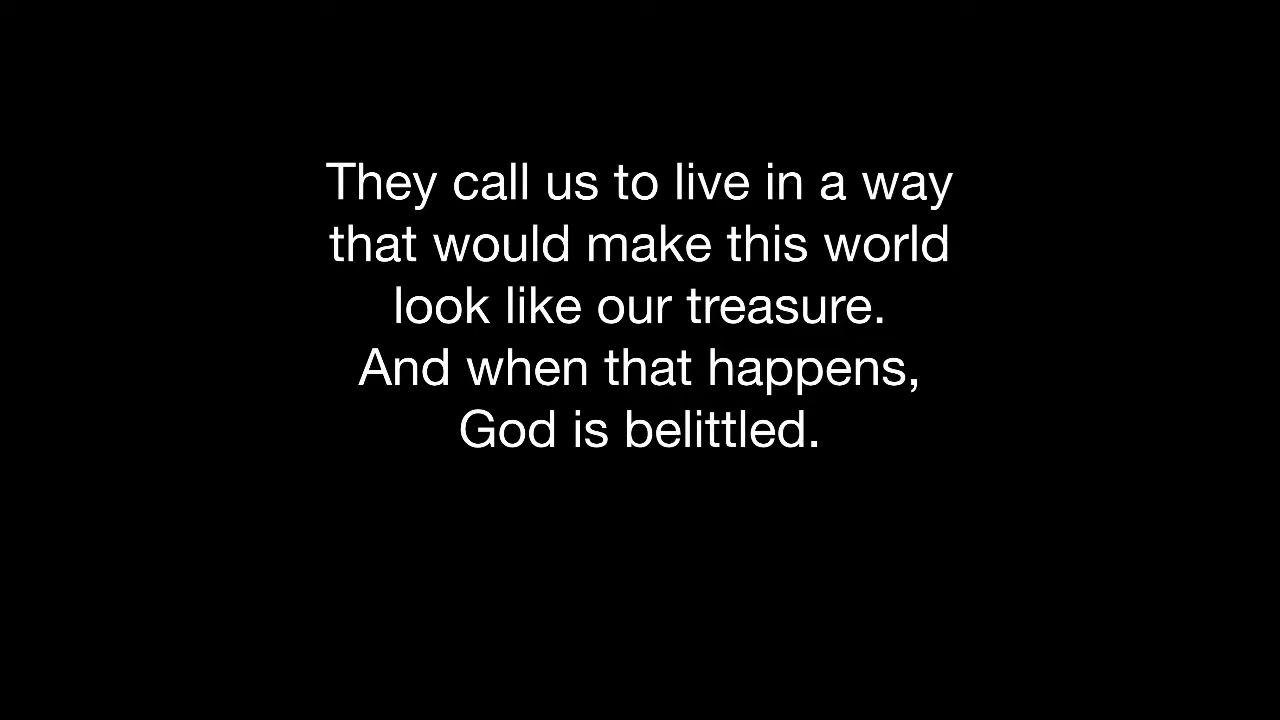 They call us to live in a way
that would make this world
look like our treasure.
And when that happens,
God is belittled.